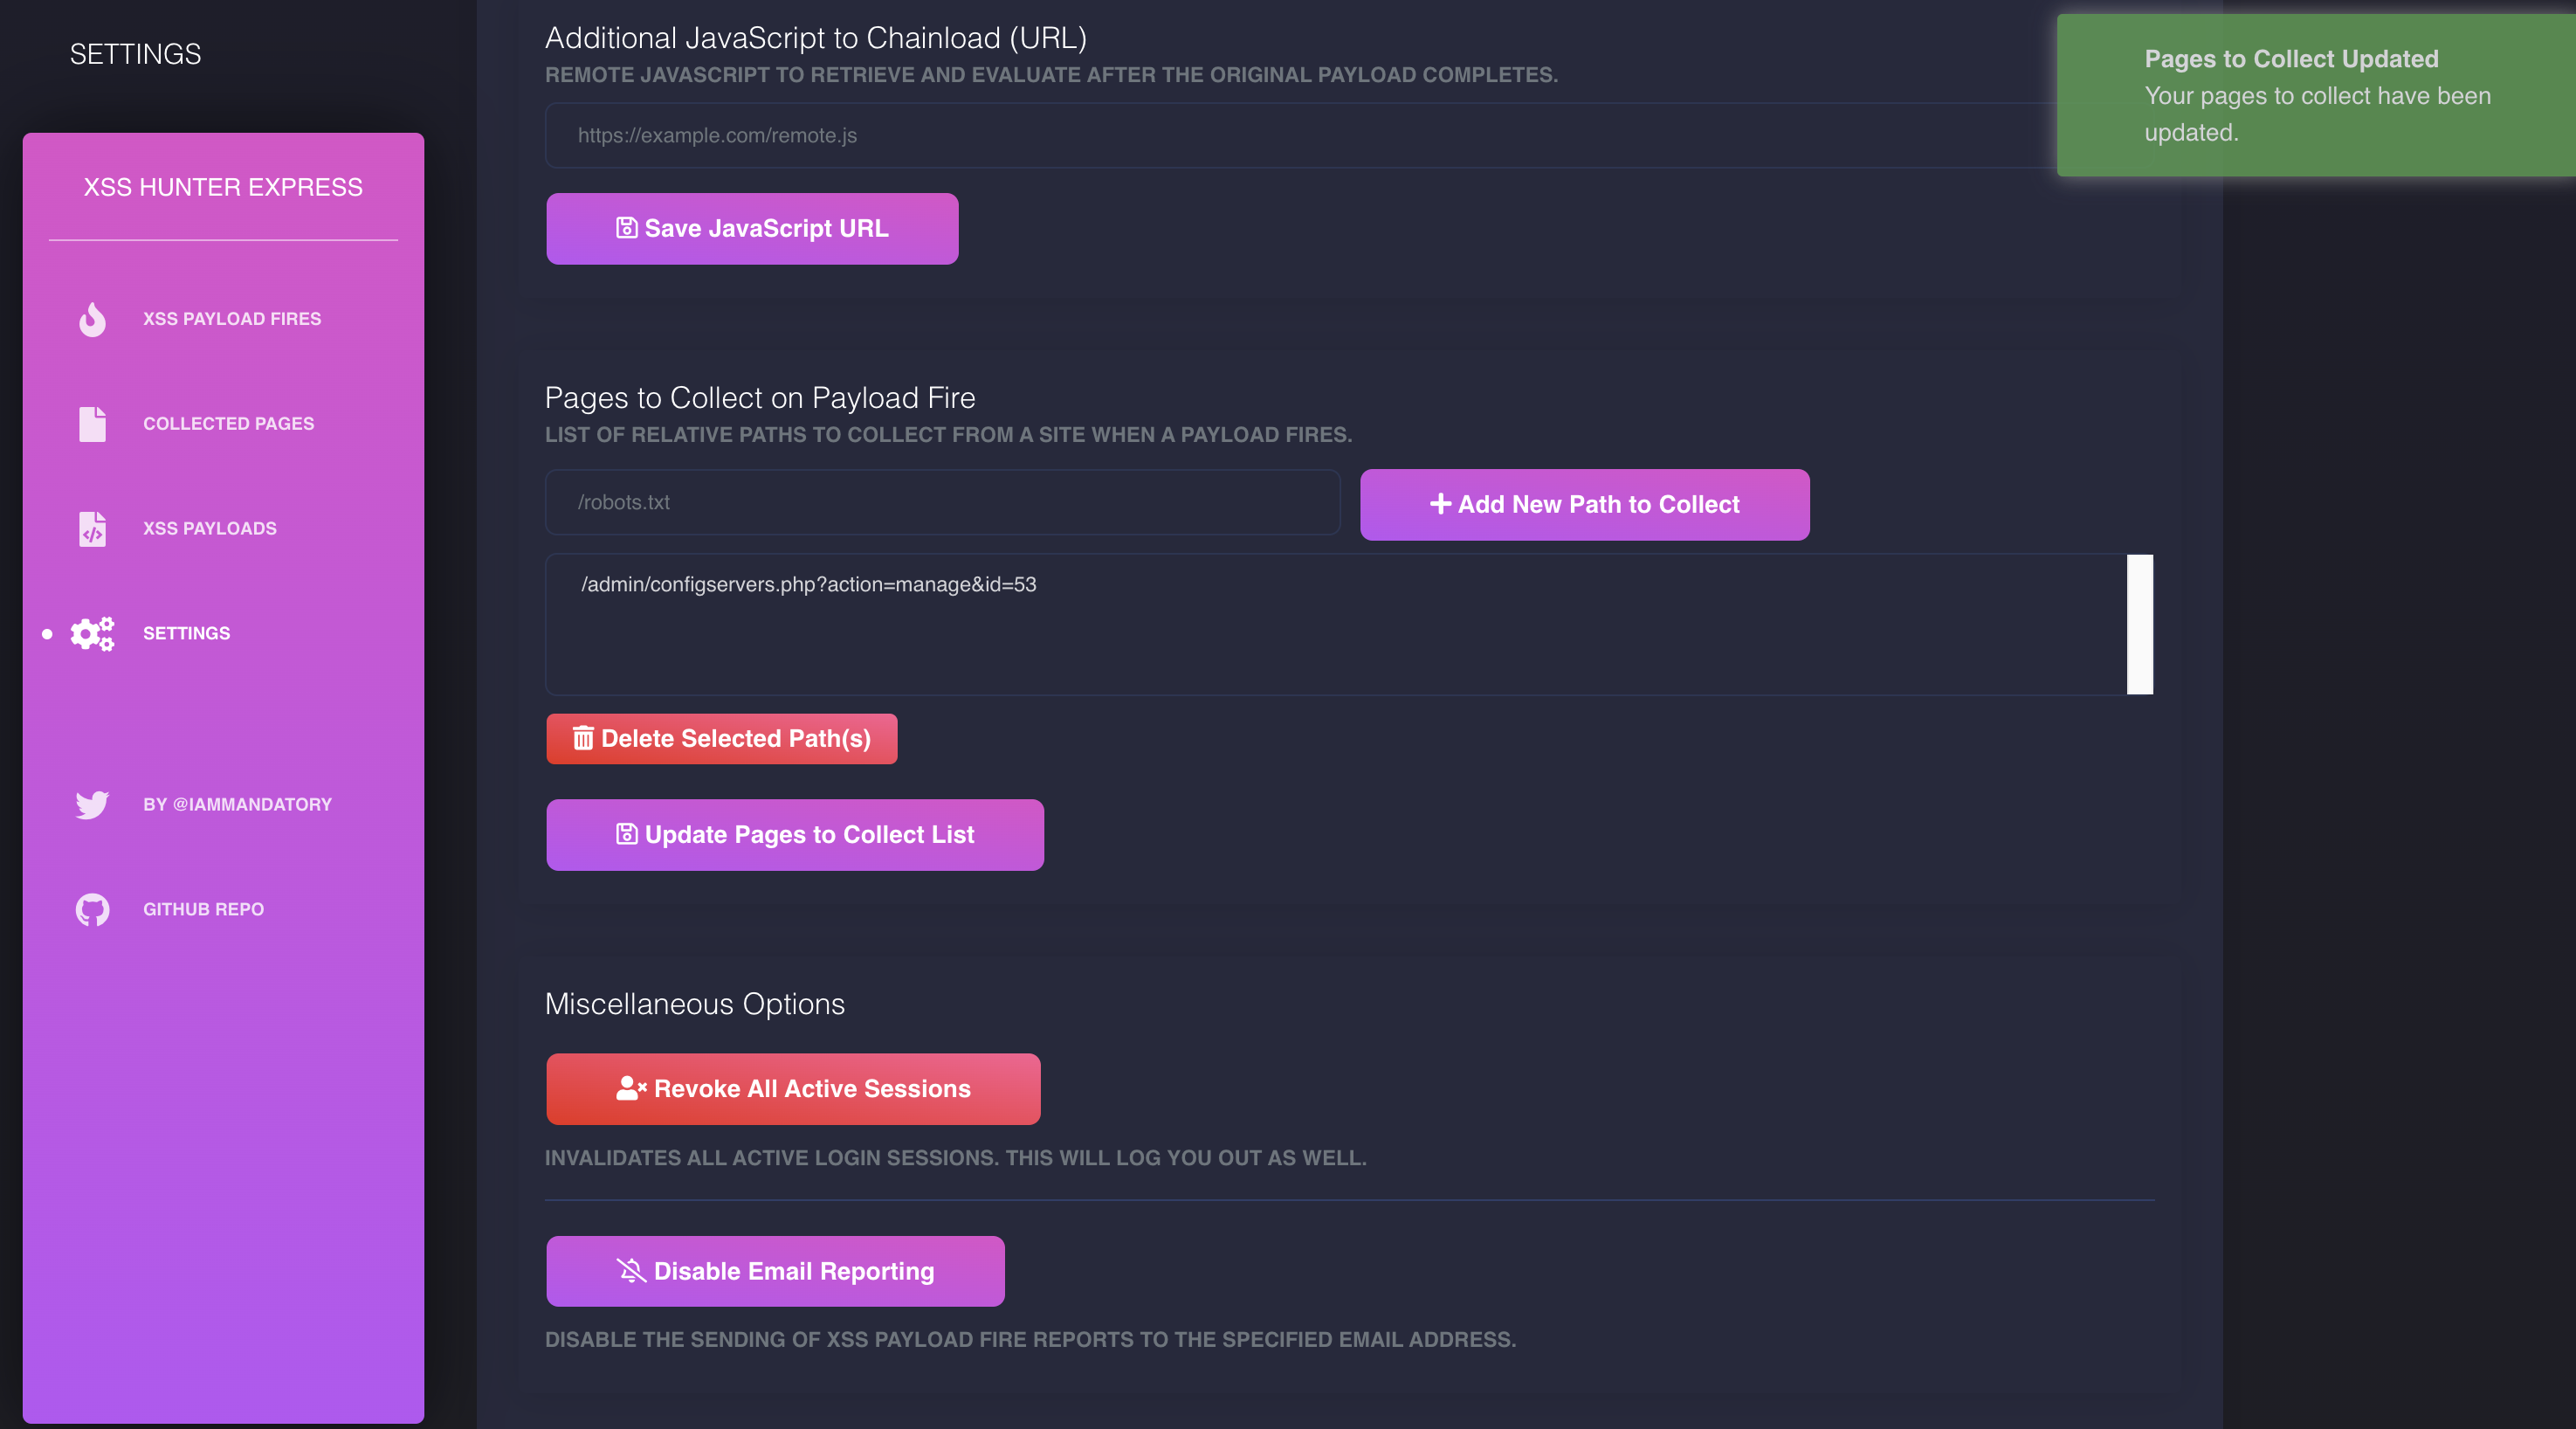 SETTINGS
XSS HUNTER EXPRESS
XSS PAYLOAD FIRES
COLLECTED PAGES
XSS PAYLOADS
SETTINGS
BY @IAMMANDATORY
GITHUB REPO
Additional JavaScript to Chainload (URL)
REMOTE JAVASCRIPT TO RETRIEVE AND EVALUATE AFTER THE ORIGINAL PAYLOAD COMPLETES.
https://example.com/remote.js
Save JavaScript URL
Pages to Collect on Payload Fire
LIST OF RELATIVE PATHS TO COLLECT FROM A SITE WHEN A PAYLOAD FIRES.
/robots.txt
Add New Path to Collect
/admin/configservers.php?action=manage&id=53
Delete Selected Path(s)
Update Pages to Collect List
Miscellaneous Options
Revoke All Active Sessions
INVALIDATES ALL ACTIVE LOGIN SESSIONS. THIS WILL LOG YOU OUT AS WELL.
Disable Email Reporting
DISABLE THE SENDING OF XSS PAYLOAD FIRE REPORTS TO THE SPECIFIED EMAIL ADDRESS.
Pages to Collect Updated
Your pages to collect have been
updated.